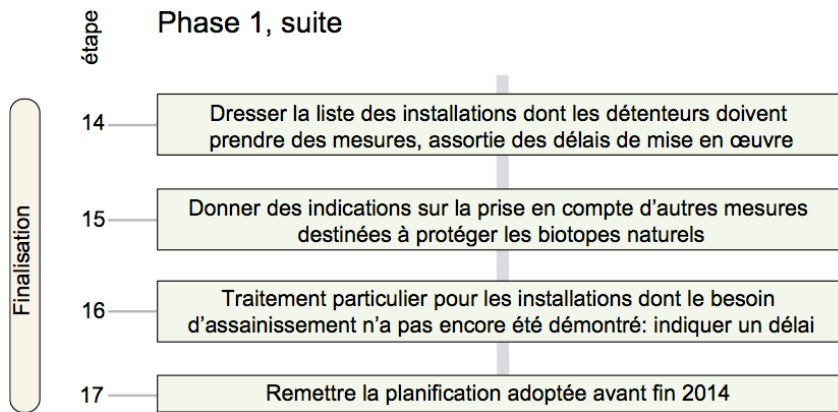 étape
Phase 1, suite
Finalisation
14
Dresser la liste des installations dont les détenteurs doivent
prendre des mesures, assortie des délais de mise en œuvre
15
Donner des indications sur la prise en compte d'autres mesures
destinées à protéger les biotopes naturels
16
Traitement particulier pour les installations dont le besoin
d'assainissement n'a pas encore été démontré: indiquer un délai
17
Remettre la planification adoptée avant fin 2014